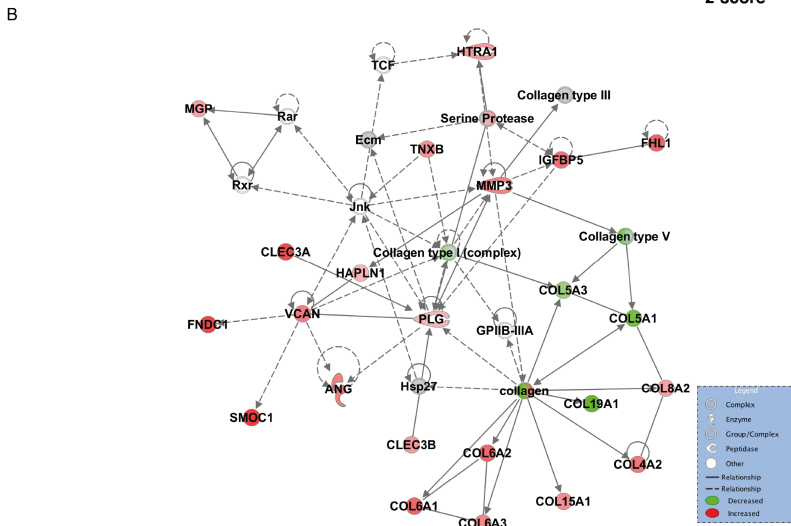 z-score
B
HTRA1
TCF
Collagen type III
MGP
Rar
Serine Protease
Ecm
TNXB
IGFBP5
FHL1
Rxr
MMP3
Jnk
Collagen type V
CLEC3A
Collagen type I (complex)
HAPLN1
COL5A3
FNDC1
VCAN
PLG
GPIIB-IIIA
COL5A1
ANG
Hsp27
collagen
COL8A2
COL19A1
SMOC1
CLEC3B
COL6A2
COL4A2
COL6A1
COL15A1
COL6A3
Legend
Complex
Enzyme
Group/Complex
Peptidase
Other
Relationship
Relationship
Decreased
Increased